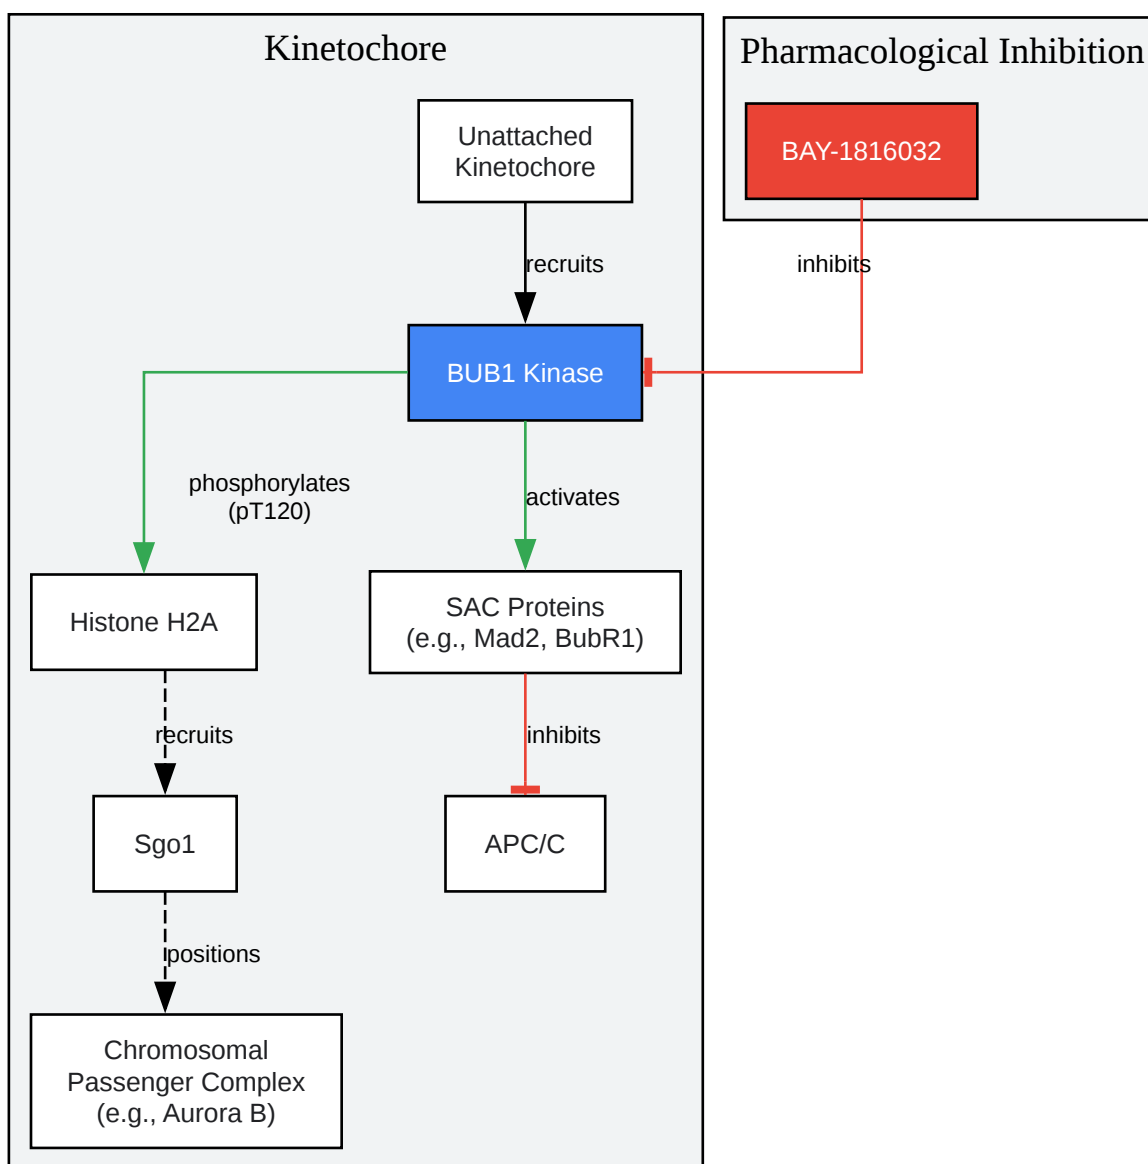 Kinetochore
Pharmacological Inhibition
Unattached
Kinetochore
BAY-1816032
recruits
inhibits
BUB1 Kinase
phosphorylates
(pT120)
activates
Histone H2A
SAC Proteins
(e.g., Mad2, BubR1)
recruits
inhibits
Sgo1
APC/C
positions
Chromosomal
Passenger Complex
(e.g., Aurora B)